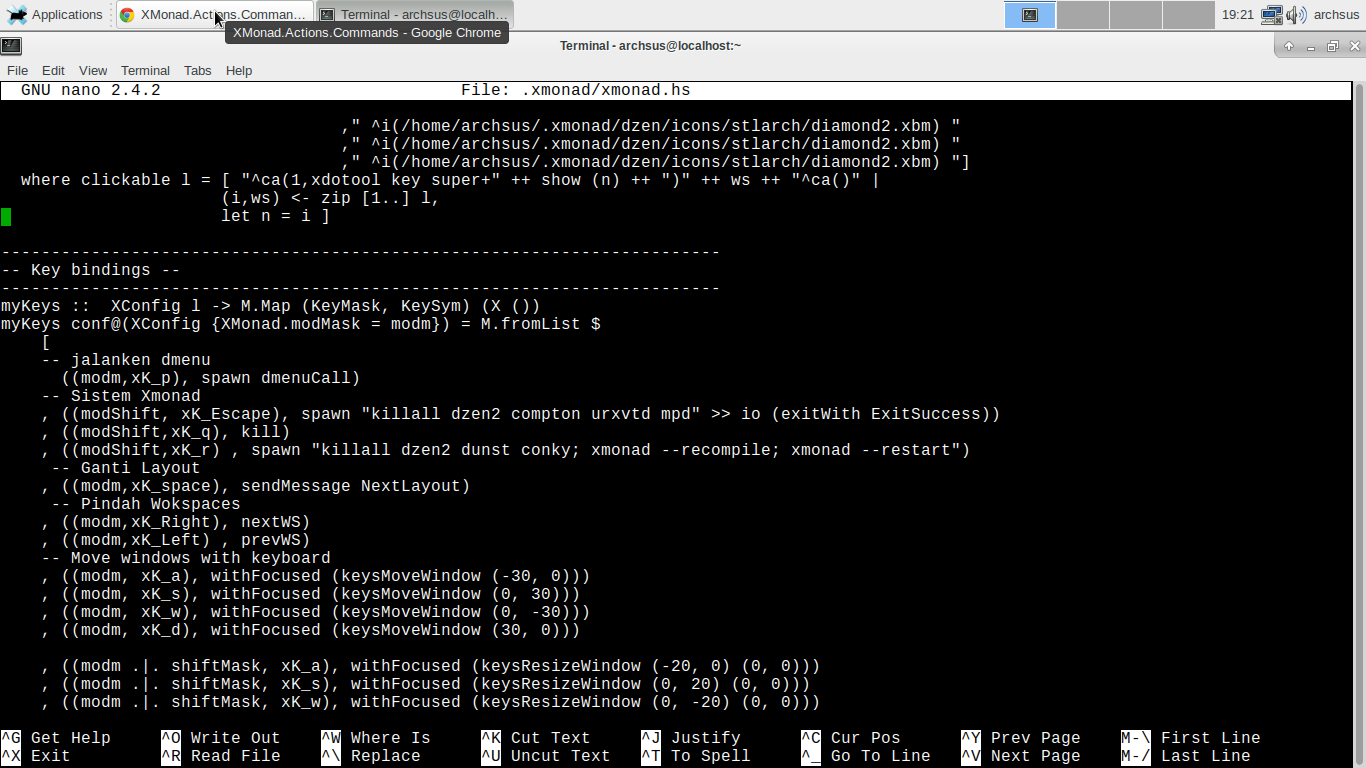 Applications XMonad.Actions.Comman... Terminal - archsus@localh... 19:21 archsus
XMonad.Actions.Commands - Google Chrome
Terminal - archsus@localhost:~
File Edit View Terminal Tabs Help
GNU nano 2.4.2 File: .xmonad/xmonad.hs
," ^i(/home/archsus/.xmonad/dzen/icons/stlarch/diamond2.xbm) "
," ^i(/home/archsus/.xmonad/dzen/icons/stlarch/diamond2.xbm) "
," ^i(/home/archsus/.xmonad/dzen/icons/stlarch/diamond2.xbm) "]
where clickable l = [ "^ca(1,xdotool key super+" ++ show (n) ++ ")" ++ ws ++ "^ca()" |
(i,ws) <- zip [1..] l,
let n = i ]
------------------------------------------------------------------------
-- Key bindings --
------------------------------------------------------------------------
myKeys ::  XConfig l -> M.Map (KeyMask, KeySym) (X ())
myKeys conf@(XConfig {XMonad.modMask = modm}) = M.fromList $
[
-- jalanken dmenu
((modm,xK_p), spawn dmenuCall)
-- Sistem Xmonad
, ((modShift, xK_Escape), spawn "killall dzen2 compton urxvtd mpd" >> io (exitWith ExitSuccess))
, ((modShift,xK_q), kill)
, ((modShift,xK_r) , spawn "killall dzen2 dunst conky; xmonad --recompile; xmonad --restart")
-- Ganti Layout
, ((modm,xK_space), sendMessage NextLayout)
-- Pindah Wokspaces
, ((modm,xK_Right), nextWS)
, ((modm,xK_Left) , prevWS)
-- Move windows with keyboard
, ((modm, xK_a), withFocused (keysMoveWindow (-30, 0)))
, ((modm, xK_s), withFocused (keysMoveWindow (0, 30)))
, ((modm, xK_w), withFocused (keysMoveWindow (0, -30)))
, ((modm, xK_d), withFocused (keysMoveWindow (30, 0)))
, ((modm .|. shiftMask, xK_a), withFocused (keysResizeWindow (-20, 0) (0, 0)))
, ((modm .|. shiftMask, xK_s), withFocused (keysResizeWindow (0, 20) (0, 0)))
, ((modm .|. shiftMask, xK_w), withFocused (keysResizeWindow (0, -20) (0, 0)))
^G Get Help ^O Write Out ^W Where Is ^K Cut Text ^J Justify ^C Cur Pos ^Y Prev Page M-\ First Line
^X Exit ^R Read File ^\ Replace ^U Uncut Text ^T To Spell ^_ Go To Line ^V Next Page M-/ Last Line